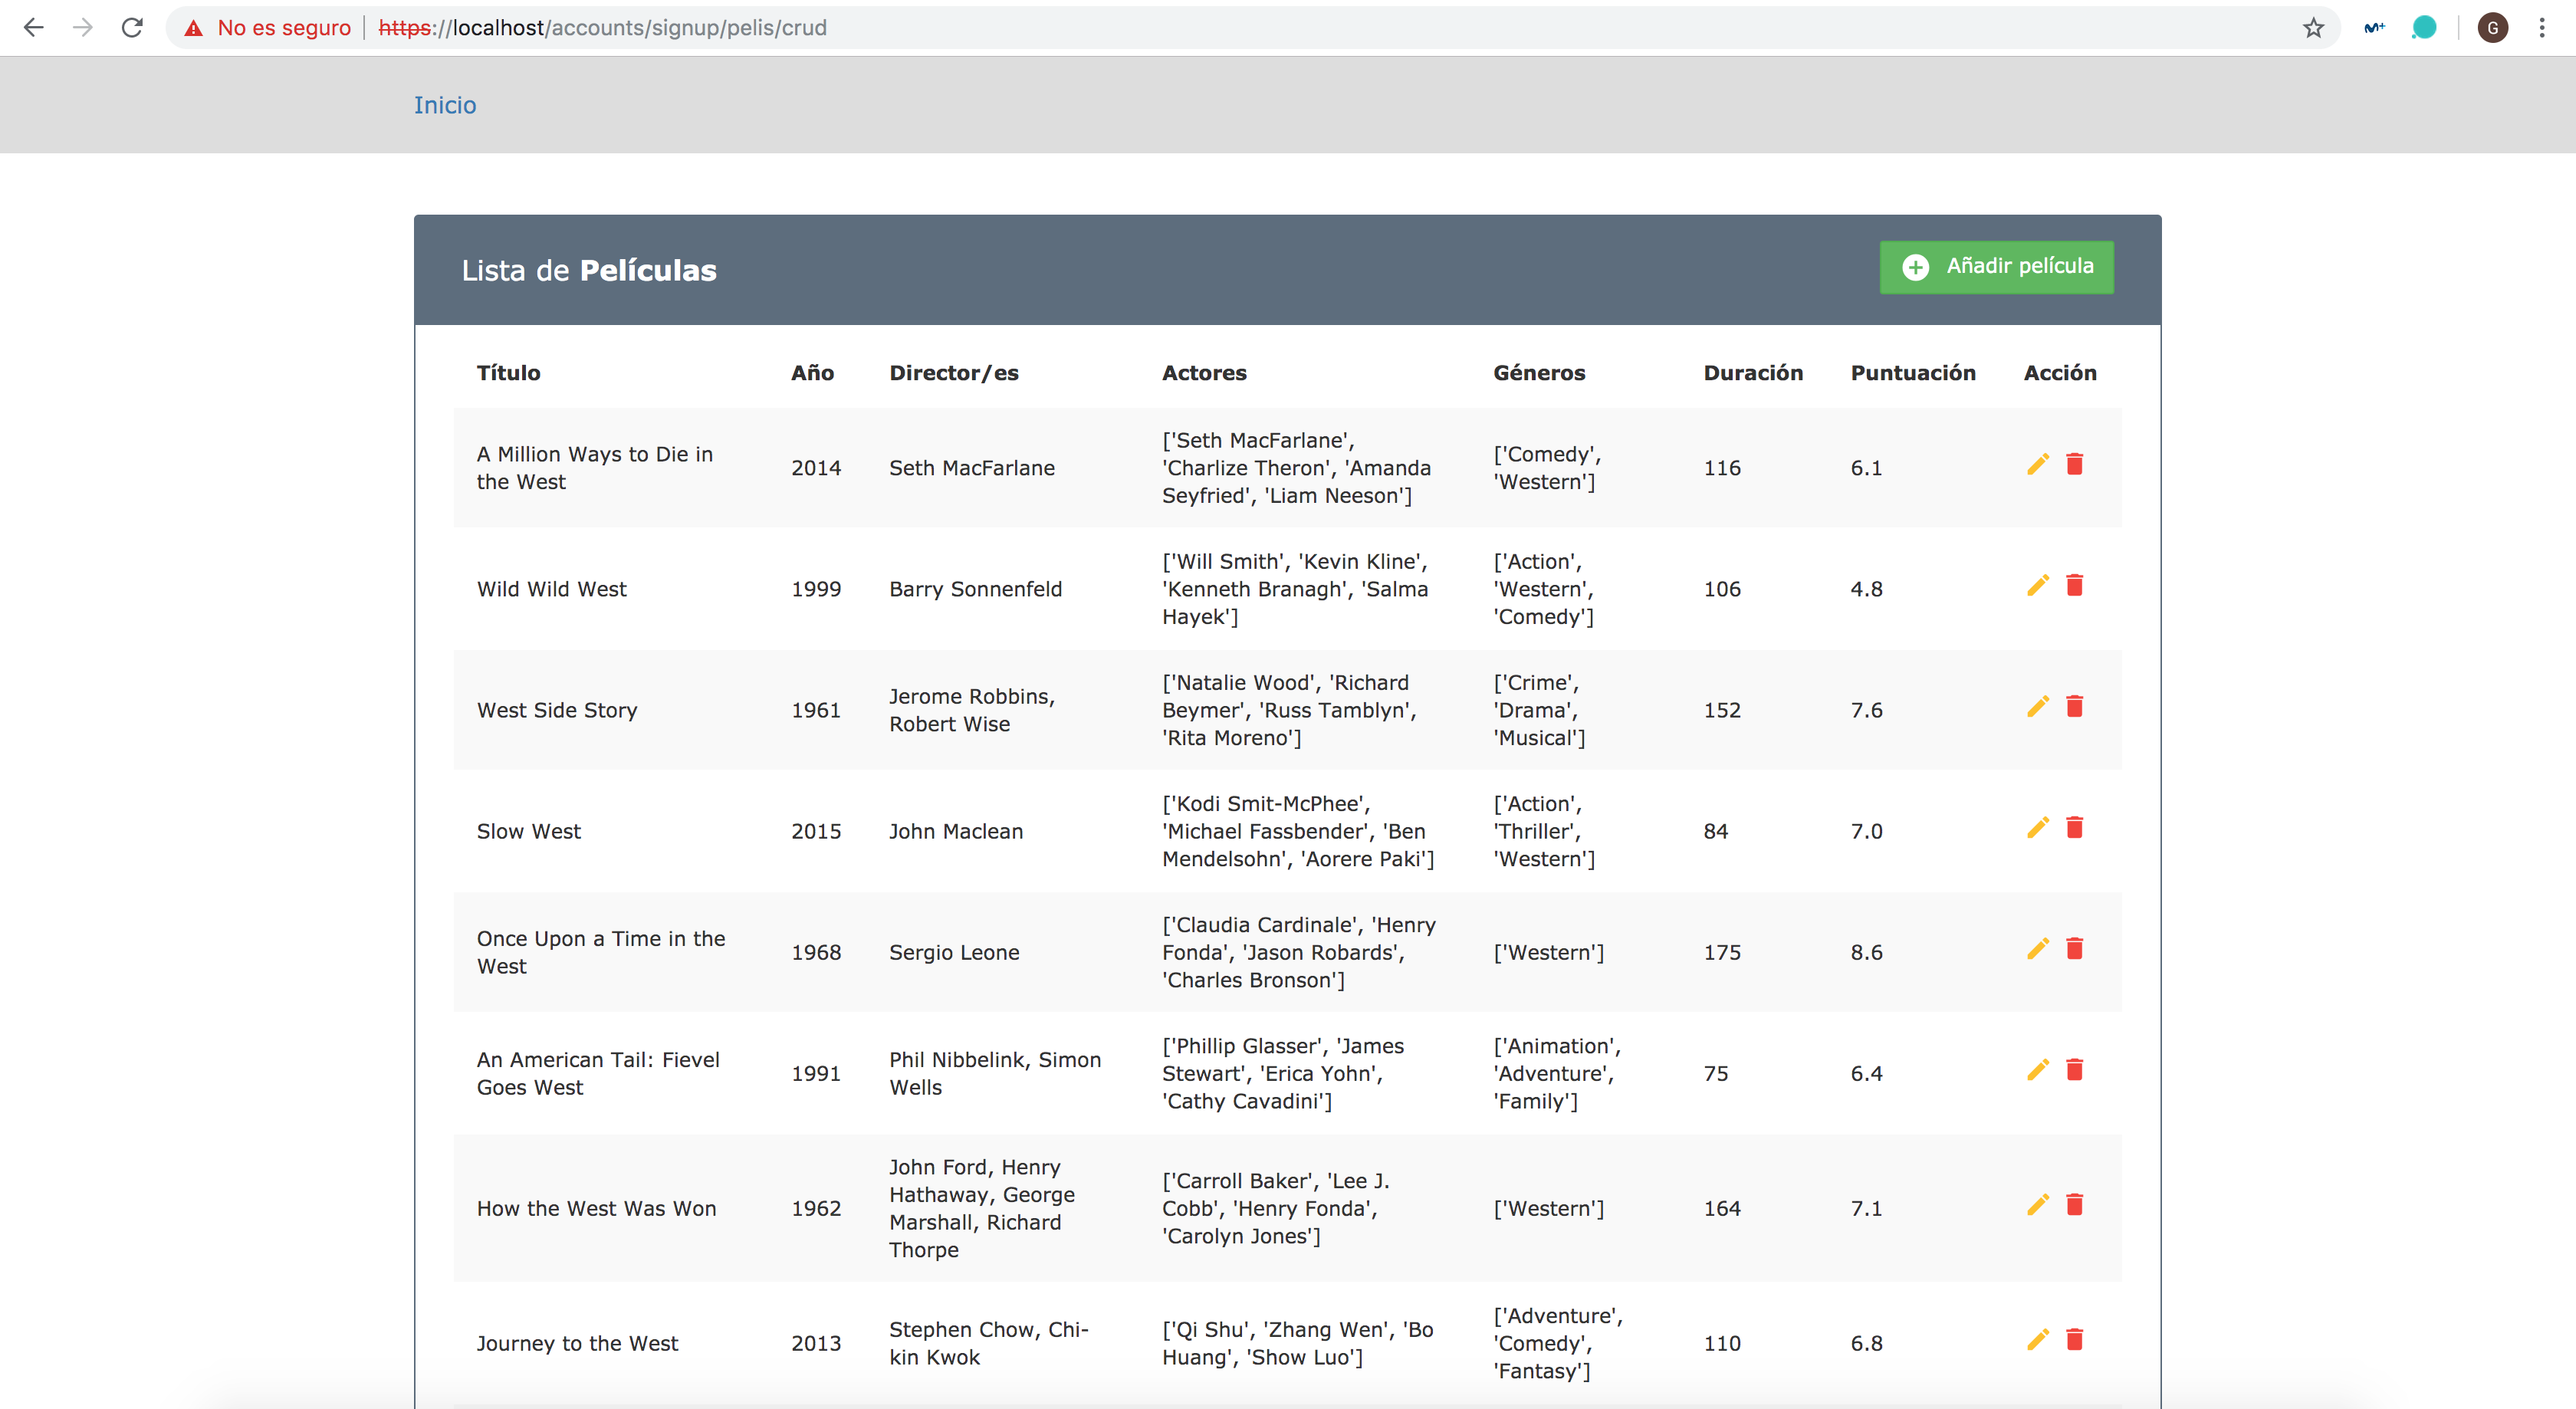 No es seguro | https://localhost/accounts/signup/pelis/crud
G
Inicio
Lista de Películas
Añadir película
Título Año Director/es Actores Géneros Duración Puntuación Acción
A Million Ways to Die in
the West
2014
Seth MacFarlane
['Seth MacFarlane',
'Charlize Theron', 'Amanda
Seyfried', 'Liam Neeson']
['Comedy',
'Western']
116
6.1
Wild Wild West
1999
Barry Sonnenfeld
['Will Smith', 'Kevin Kline',
'Kenneth Branagh', 'Salma
Hayek']
['Action',
'Western',
'Comedy']
106
4.8
West Side Story
1961
Jerome Robbins,
Robert Wise
['Natalie Wood', 'Richard
Beymer', 'Russ Tamblyn',
'Rita Moreno']
['Crime',
'Drama',
'Musical']
152
7.6
Slow West
2015
John Maclean
['Kodi Smit-McPhee',
'Michael Fassbender', 'Ben
Mendelsohn', 'Aorere Paki']
['Action',
'Thriller',
'Western']
84
7.0
Once Upon a Time in the
West
1968
Sergio Leone
['Claudia Cardinale', 'Henry
Fonda', 'Jason Robards',
'Charles Bronson']
['Western']
175
8.6
An American Tail: Fievel
Goes West
1991
Phil Nibbelink, Simon
Wells
['Phillip Glasser', 'James
Stewart', 'Erica Yohn',
'Cathy Cavadini']
['Animation',
'Adventure',
'Family']
75
6.4
How the West Was Won
1962
John Ford, Henry
Hathaway, George
Marshall, Richard
Thorpe
['Carroll Baker', 'Lee J.
Cobb', 'Henry Fonda',
'Carolyn Jones']
['Western']
164
7.1
Journey to the West
2013
Stephen Chow, Chi-
kin Kwok
['Qi Shu', 'Zhang Wen', 'Bo
Huang', 'Show Luo']
['Adventure',
'Comedy',
'Fantasy']
110
6.8